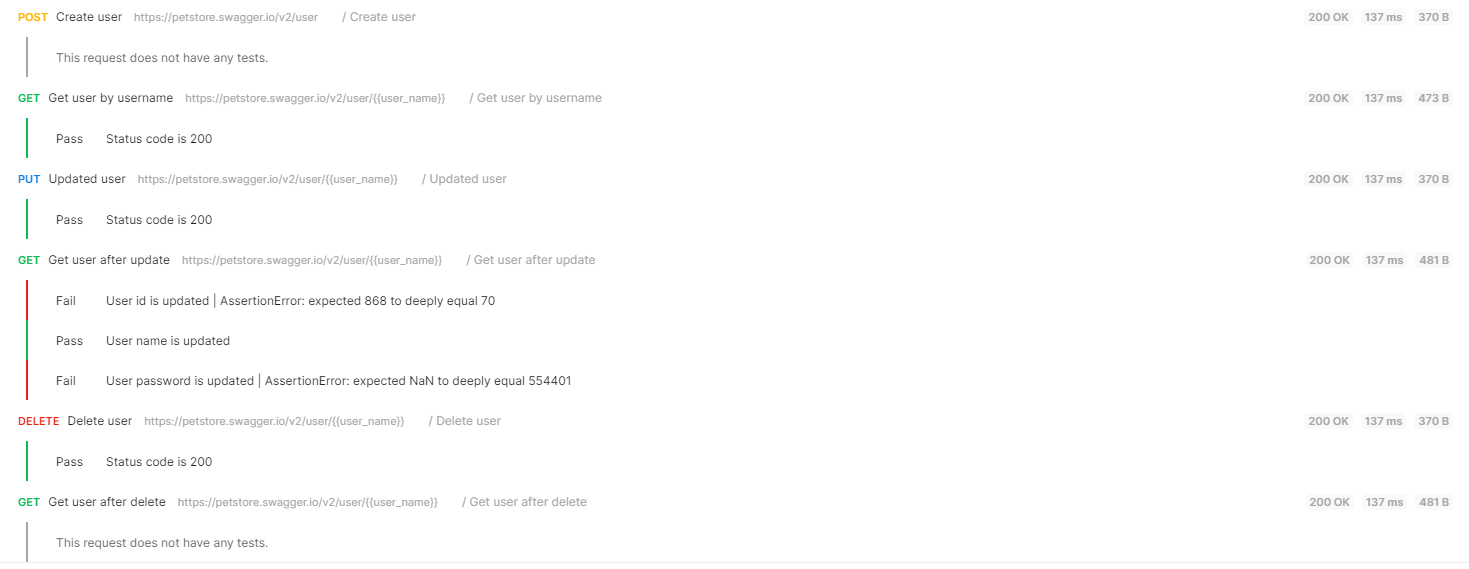 POST Create user https://petstore.swagger.io/v2/user / Create user 200 OK 137 ms 370 B
This request does not have any tests.
GET Get user by username https://petstore.swagger.io/v2/user/{{user_name}} / Get user by username 200 OK 137 ms 473 B
Pass Status code is 200
PUT Updated user https://petstore.swagger.io/v2/user/{{user_name}} / Updated user 200 OK 137 ms 370 B
Pass Status code is 200
GET Get user after update https://petstore.swagger.io/v2/user/{{user_name}} / Get user after update 200 OK 137 ms 481 B
Fail User id is updated | AssertionError: expected 868 to deeply equal 70
Pass User name is updated
Fail User password is updated | AssertionError: expected NaN to deeply equal 554401
DELETE Delete user https://petstore.swagger.io/v2/user/{{user_name}} / Delete user 200 OK 137 ms 370 B
Pass Status code is 200
GET Get user after delete https://petstore.swagger.io/v2/user/{{user_name}} / Get user after delete 200 OK 137 ms 481 B
This request does not have any tests.